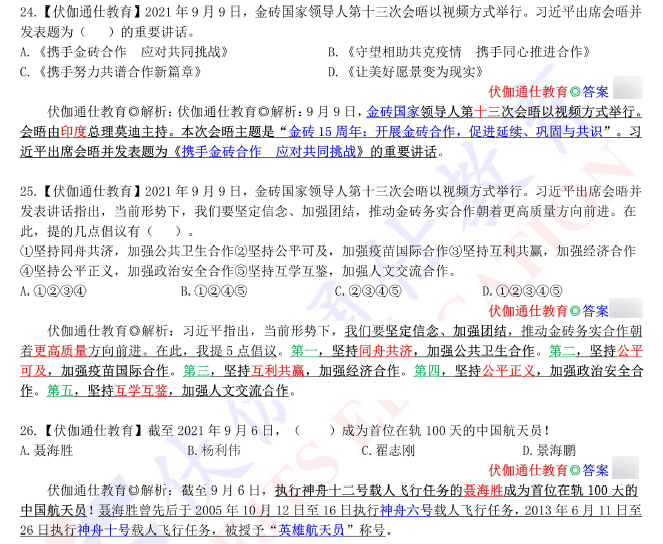 24.【伏伽通仕教育】2021 年 9 月 9 日，金砖国家领导人第十三次会晤以视频方式举行。习近平出席会晤并
发表题为（　　）的重要讲话。
A. 《携手金砖合作　应对共同挑战》　B. 《守望相助共克疫情　携手同心推进合作》
C. 《携手努力共谱合作新篇章》　D. 《让美好愿景变为现实》
伏伽通仕教育◎答案
伏伽通仕教育◎解析：伏伽通仕教育◎解析：9 月 9 日，金砖国家领导人第十三次会晤以视频方式举行。
会晤由印度总理莫迪主持。本次会晤主题是“金砖 15 周年：开展金砖合作，促进延续、巩固与共识”。习
近平出席会晤并发表题为《携手金砖合作　应对共同挑战》的重要讲话。
25.【伏伽通仕教育】2021 年 9 月 9 日，金砖国家领导人第十三次会晤以视频方式举行。习近平出席会晤并
发表讲话指出，当前形势下，我们要坚定信念、加强团结，推动金砖务实合作朝着更高质量方向前进。在
此，提的几点倡议有（　　）。
①坚持同舟共济，加强公共卫生合作②坚持公平可及，加强疫苗国际合作③坚持互利共赢，加强经济合作
④坚持公平正义，加强政治安全合作⑤坚持互学互鉴，加强人文交流合作。
A.①②③④　B.①②④⑤　C.②③④⑤　D.①②③④⑤
伏伽通仕教育◎答案
伏伽通仕教育◎解析：习近平指出，当前形势下，我们要坚定信念、加强团结，推动金砖务实合作朝
着更高质量方向前进。在此，我提 5 点倡议。第一，坚持同舟共济，加强公共卫生合作。第二，坚持公平
可及，加强疫苗国际合作。第三，坚持互利共赢，加强经济合作。第四，坚持公平正义，加强政治安全合
作。第五，坚持互学互鉴，加强人文交流合作。
26.【伏伽通仕教育】截至 2021 年 9 月 6 日，（　　）成为首位在轨 100 天的中国航天员！
A.聂海胜　B.杨利伟　C.翟志刚　D.景海鹏
伏伽通仕教育◎答案
伏伽通仕教育◎解析：截至 9 月 6 日，执行神舟十二号载人飞行任务的聂海胜成为首位在轨 100 天的
中国航天员！聂海胜曾先后于 2005 年 10 月 12 日至 16 日执行神舟六号载人飞行任务，2013 年 6 月 11 日至
26 日执行神舟十号载人飞行任务，被授予“英雄航天员”称号。